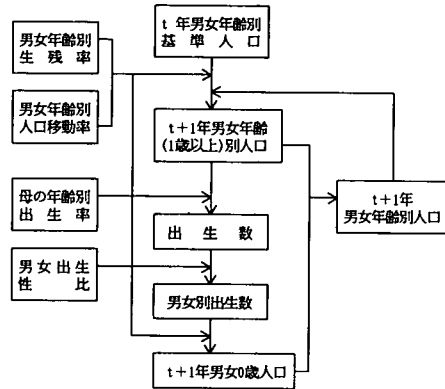 男女年齢別
生残率
t 年男女年齢別
基準人口
男女年齢別
人口移動率
t+1年男女年齢
(1歳以上)別人口
母の年齢別
出生率
t+1年
男女年齢別人口
出生数
男女出生
性比
男女別出生数
t+1年男女0歳人口